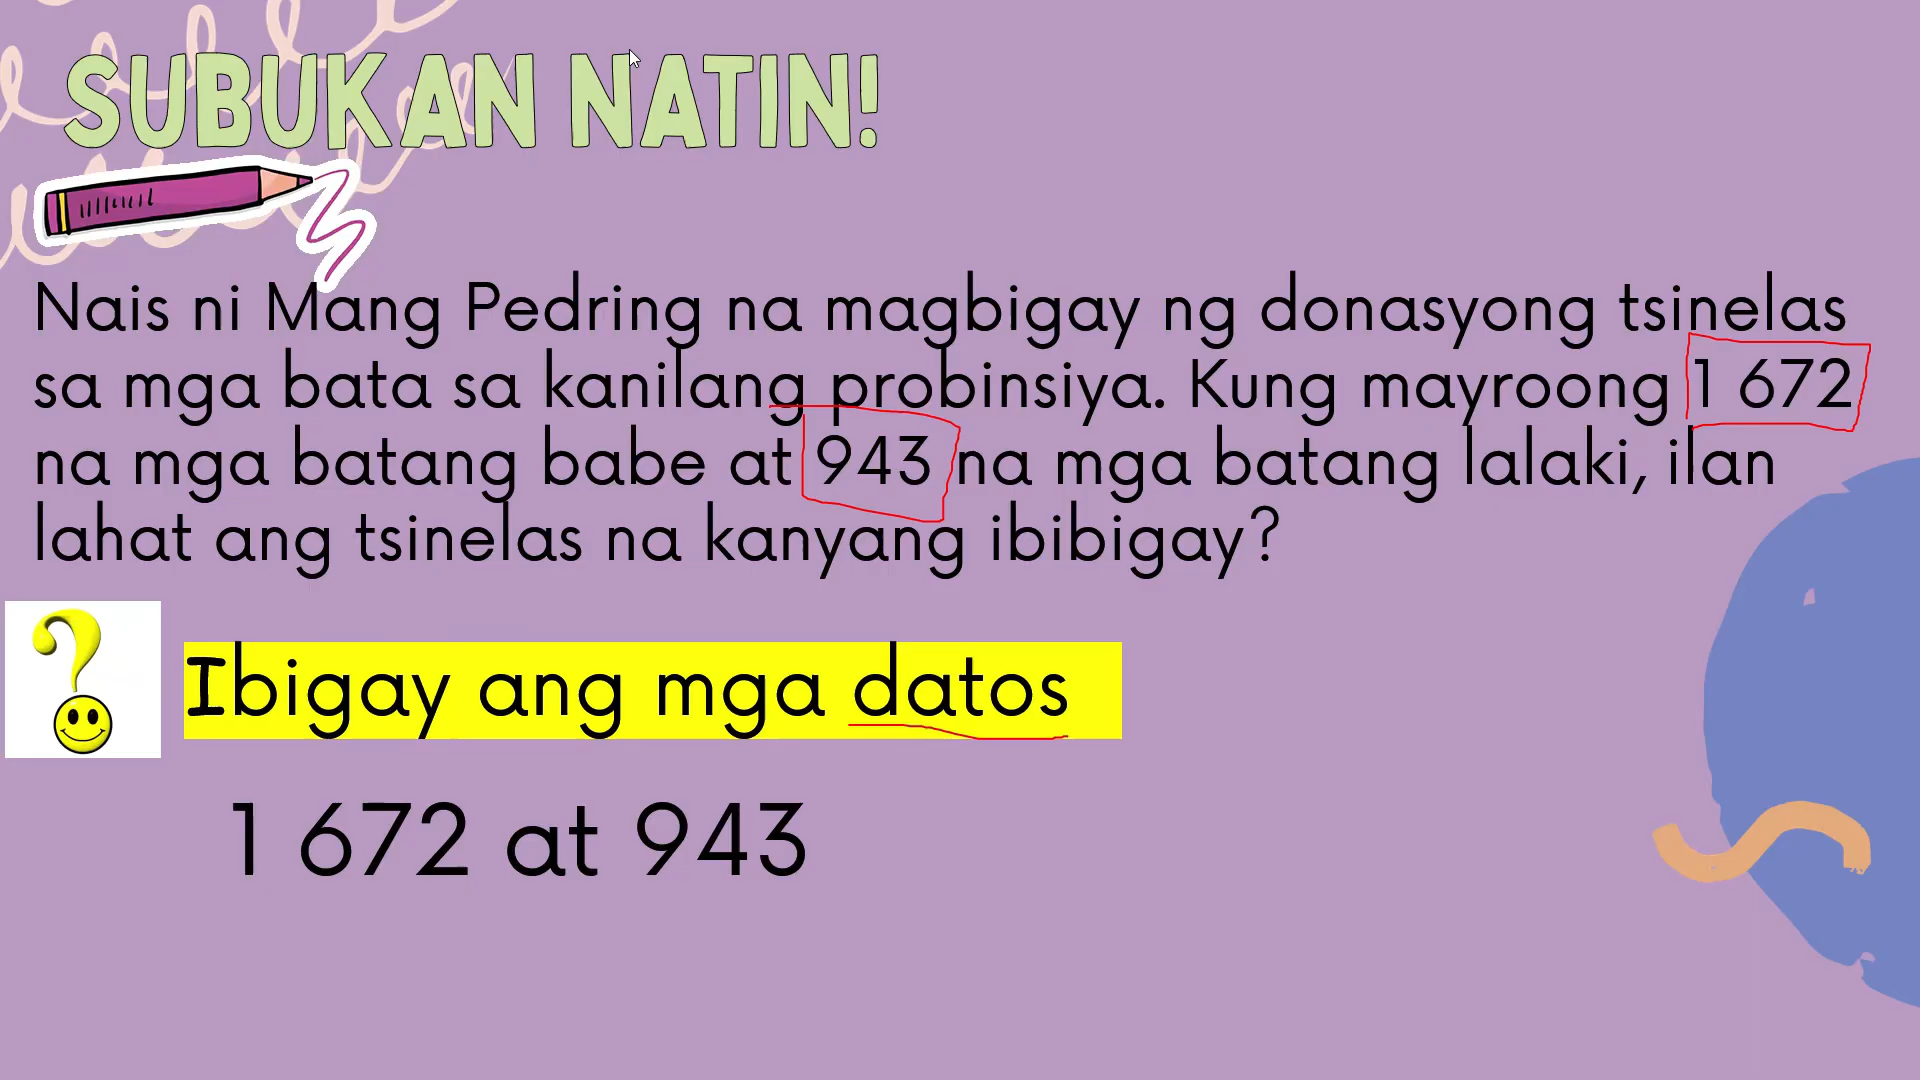 SUBUKAN NATIN!
Nais ni Mang Pedring na magbigay ng donasyong tsinelas
sa mga bata sa kanilang probinsiya. Kung mayroong 1 672
na mga batang babe at 943 na mga batang lalaki, ilan
lahat ang tsinelas na kanyang ibibigay?
Ibigay ang mga datos
1 672 at 943